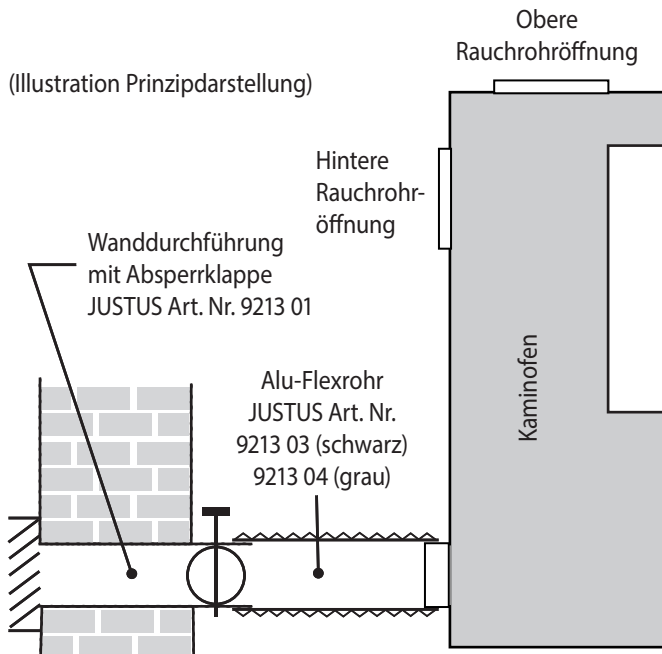 Obere
Rauchrohröffnung
(Illustration Prinzipdarstellung)
Hintere
Rauchrohr-
öffnung
Wanddurchführung
mit Absperrklappe
JUSTUS Art. Nr. 9213 01
Alu-Flexrohr
JUSTUS Art. Nr.
9213 03 (schwarz)
9213 04 (grau)
Kaminofen